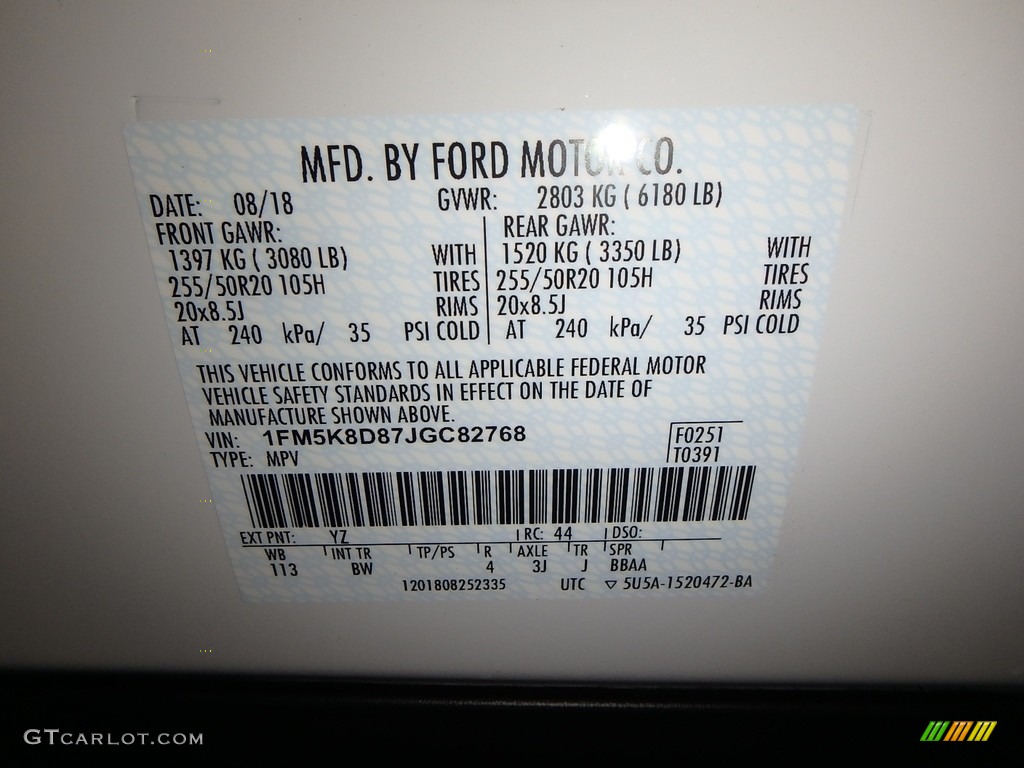 MFD. BY FORD MOTOR CO.
DATE: 08/18 GVWR: 2803 KG ( 6180 LB)
FRONT GAWR: REAR GAWR:
1397 KG ( 3080 LB) WITH 1520 KG ( 3350 LB) WITH
255/50R20 105H TIRES 255/50R20 105H TIRES
20x8.5J RIMS 20x8.5J RIMS
AT 240 kPa/ 35 PSI COLD AT 240 kPa/ 35 PSI COLD
THIS VEHICLE CONFORMS TO ALL APPLICABLE FEDERAL MOTOR
VEHICLE SAFETY STANDARDS IN EFFECT ON THE DATE OF
MANUFACTURE SHOWN ABOVE.
VIN: 1FM5K8D87JGC82768 F0251
TYPE: MPV T0391
EXT PNT: YZ RC: 44 DSO:
WB INT TR TP/PS R AXLE TR SPR
113 BW 4 3J J BBAA
1201808252335 UTC ▽ 5U5A-1520472-BA
GTCARLOT.COM